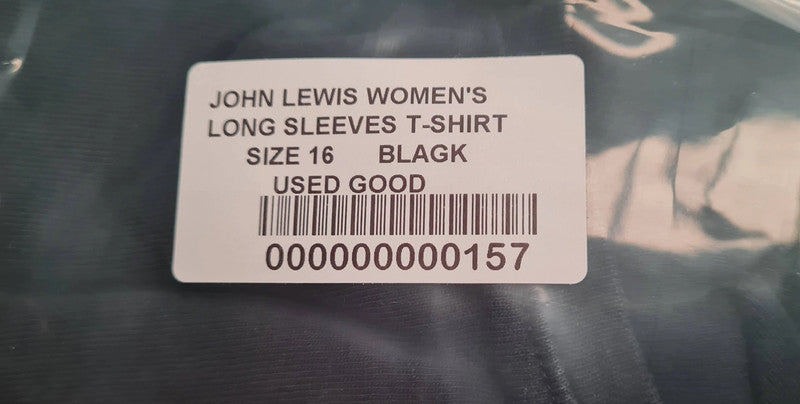 JOHN LEWIS WOMEN'S
LONG SLEEVES T-SHIRT
SIZE 16 BLAGK
USED GOOD
000000000157